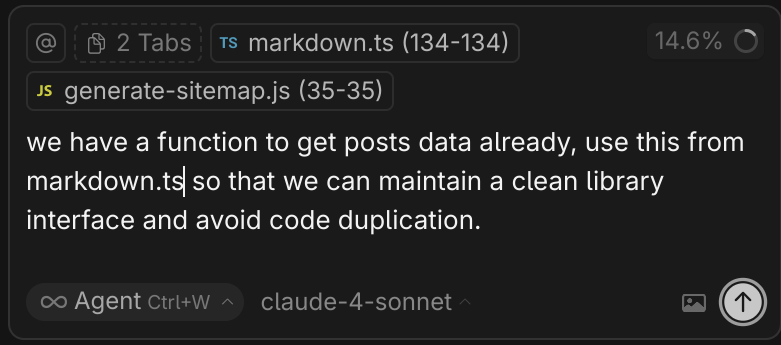 @ 2 Tabs TS markdown.ts (134-134) 14.6%
JS generate-sitemap.js (35-35)
we have a function to get posts data already, use this from
markdown.ts so that we can maintain a clean library
interface and avoid code duplication.
∞ Agent Ctrl+W claude-4-sonnet